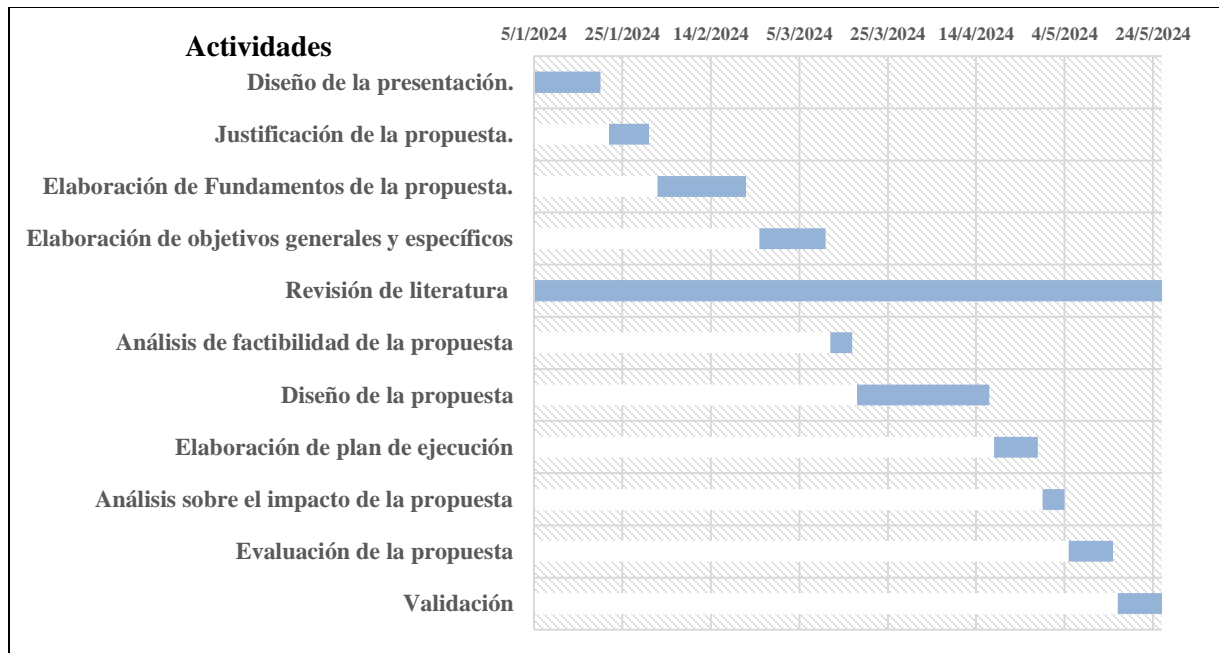 5/1/2024 25/1/2024 14/2/2024 5/3/2024 25/3/2024 14/4/2024 4/5/2024 24/5/2024
Actividades
Diseño de la presentación.
Justificación de la propuesta.
Elaboración de Fundamentos de la propuesta.
Elaboración de objetivos generales y específicos
Revisión de literatura
Análisis de factibilidad de la propuesta
Diseño de la propuesta
Elaboración de plan de ejecución
Análisis sobre el impacto de la propuesta
Evaluación de la propuesta
Validación